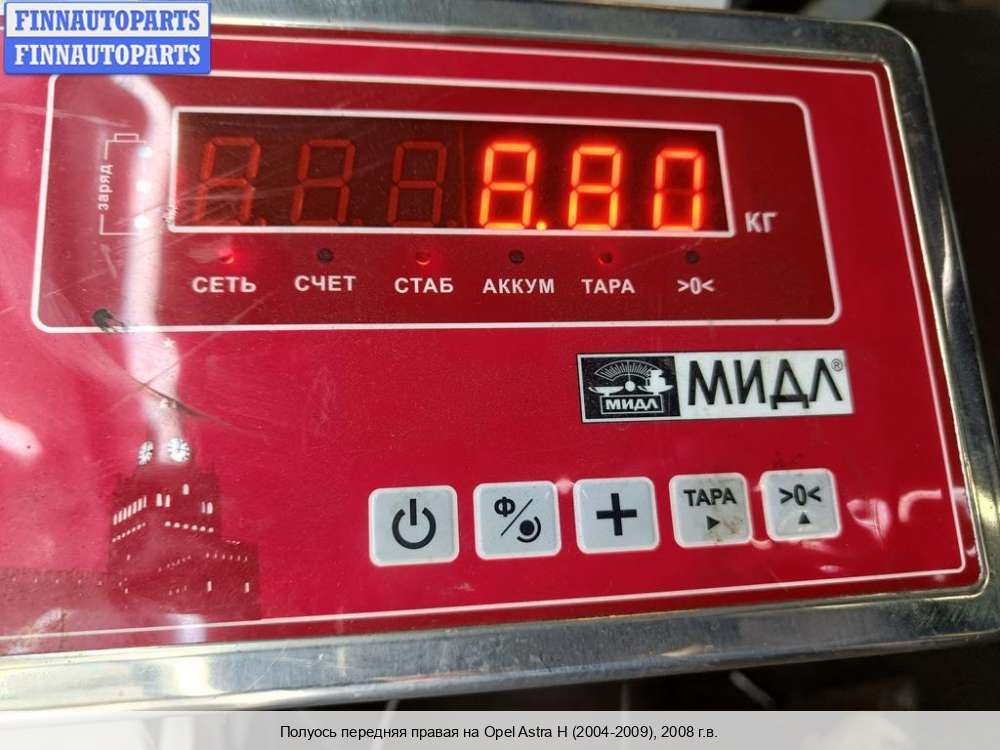 FINNAUTOPARTS
FINNAUTOPARTS
заряд
8.80
КГ
СЕТЬ СЧЕТ СТАБ АККУМ ТАРА >0<
МИДЛ МИДЛ®
Ф ТАРА >0<
Полуось передняя правая на Opel Astra H (2004-2009), 2008 г.в.